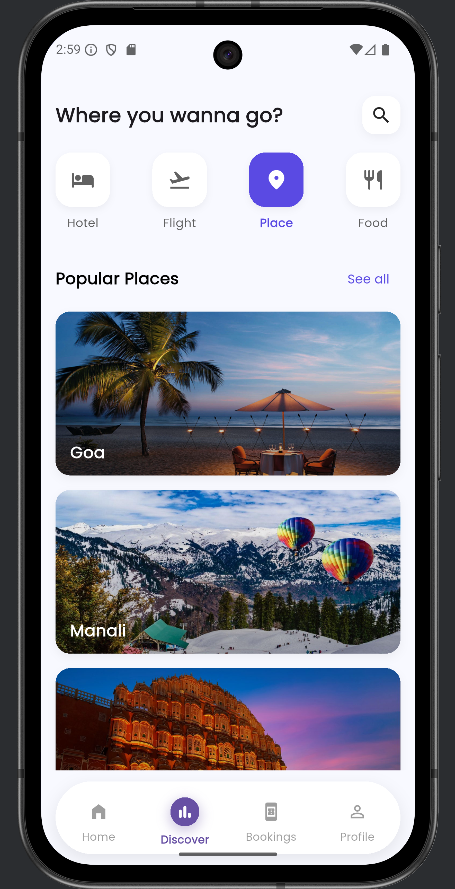 2:59
Where you wanna go?
Hotel Flight Place Food
Popular Places See all
Goa
Manali
Home Discover Bookings Profile